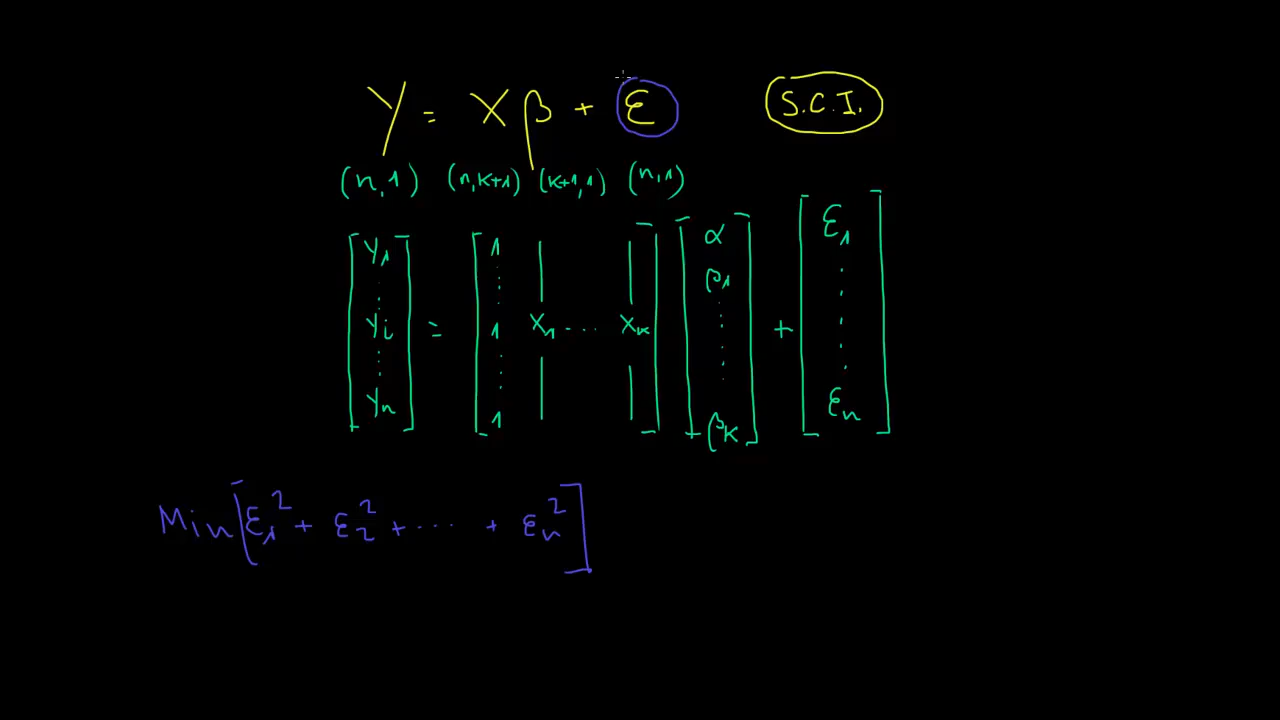 Y = Xβ + ε S.C.I.
(n,1) (n,k+1) (k+1,1) (n,1)
[y₁ ⋮ yᵢ ⋮ yₙ] = [1 ⋮ 1 ⋮ 1 | X₁ | .... | Xₖ |] [α β₁ ⋮ βₖ] + [ε₁ ⋮ εₙ]
Min[ε₁² + ε₂² + ..... + εₙ²]